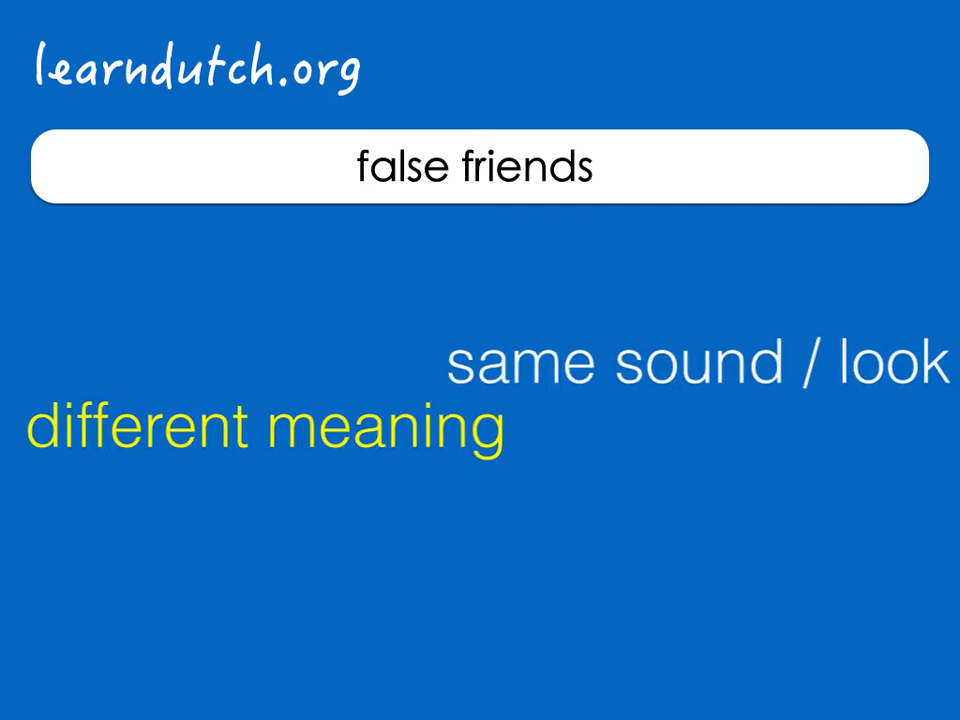 learndutch.org
false friends
same sound / look
different meaning